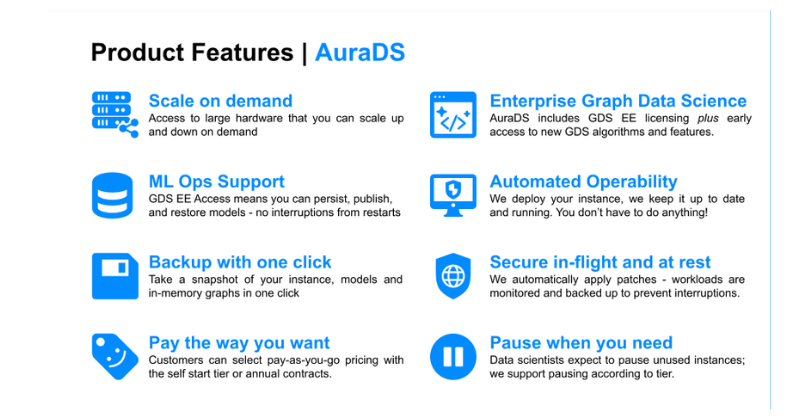 Product Features | AuraDS
Scale on demand
Access to large hardware that you can scale up
and down on demand
Enterprise Graph Data Science
AuraDS includes GDS EE licensing plus early
access to new GDS algorithms and features.
ML Ops Support
GDS EE Access means you can persist, publish,
and restore models - no interruptions from restarts
Automated Operability
We deploy your instance, we keep it up to date
and running. You don’t have to do anything!
Backup with one click
Take a snapshot of your instance, models and
in-memory graphs in one click
Secure in-flight and at rest
We automatically apply patches - workloads are
monitored and backed up to prevent interruptions.
Pay the way you want
Customers can select pay-as-you-go pricing with
the self start tier or annual contracts.
Pause when you need
Data scientists expect to pause unused instances;
we support pausing according to tier.